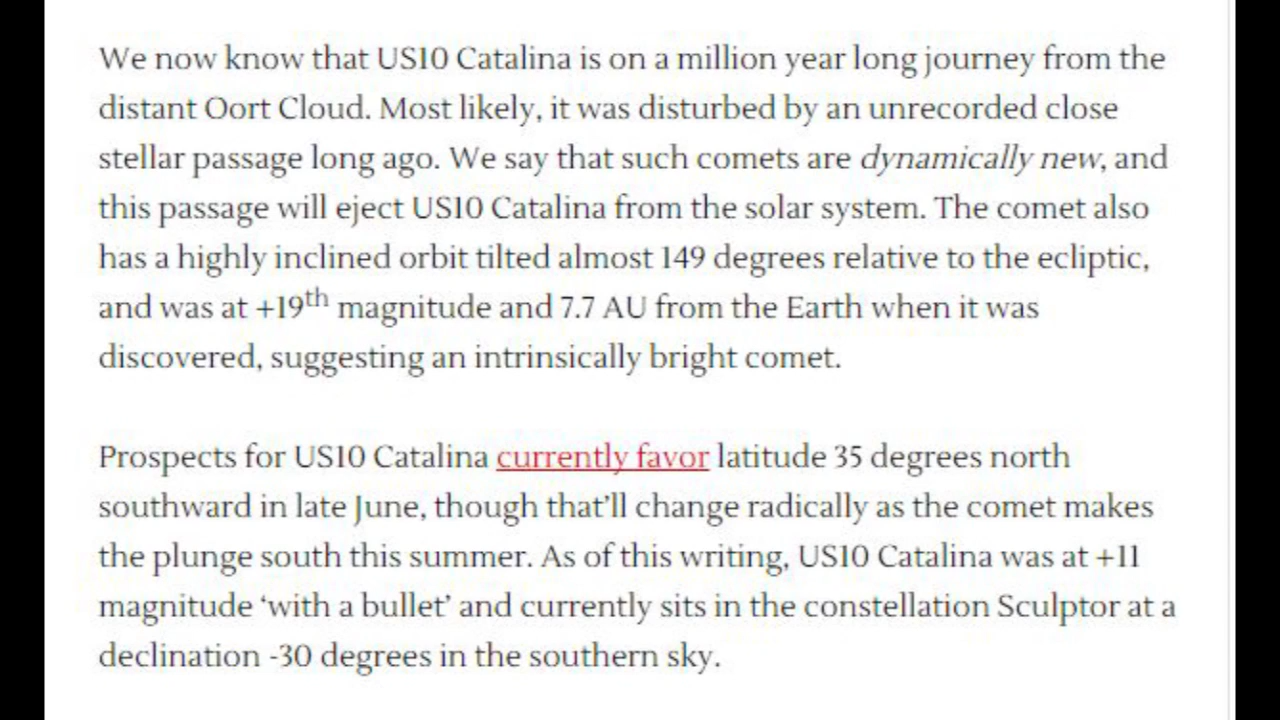 We now know that US10 Catalina is on a million year long journey from the
distant Oort Cloud. Most likely, it was disturbed by an unrecorded close
stellar passage long ago. We say that such comets are dynamically new, and
this passage will eject US10 Catalina from the solar system. The comet also
has a highly inclined orbit tilted almost 149 degrees relative to the ecliptic,
and was at +19th magnitude and 7.7 AU from the Earth when it was
discovered, suggesting an intrinsically bright comet.
Prospects for US10 Catalina currently favor latitude 35 degrees north
southward in late June, though that’ll change radically as the comet makes
the plunge south this summer. As of this writing, US10 Catalina was at +11
magnitude ‘with a bullet’ and currently sits in the constellation Sculptor at a
declination -30 degrees in the southern sky.